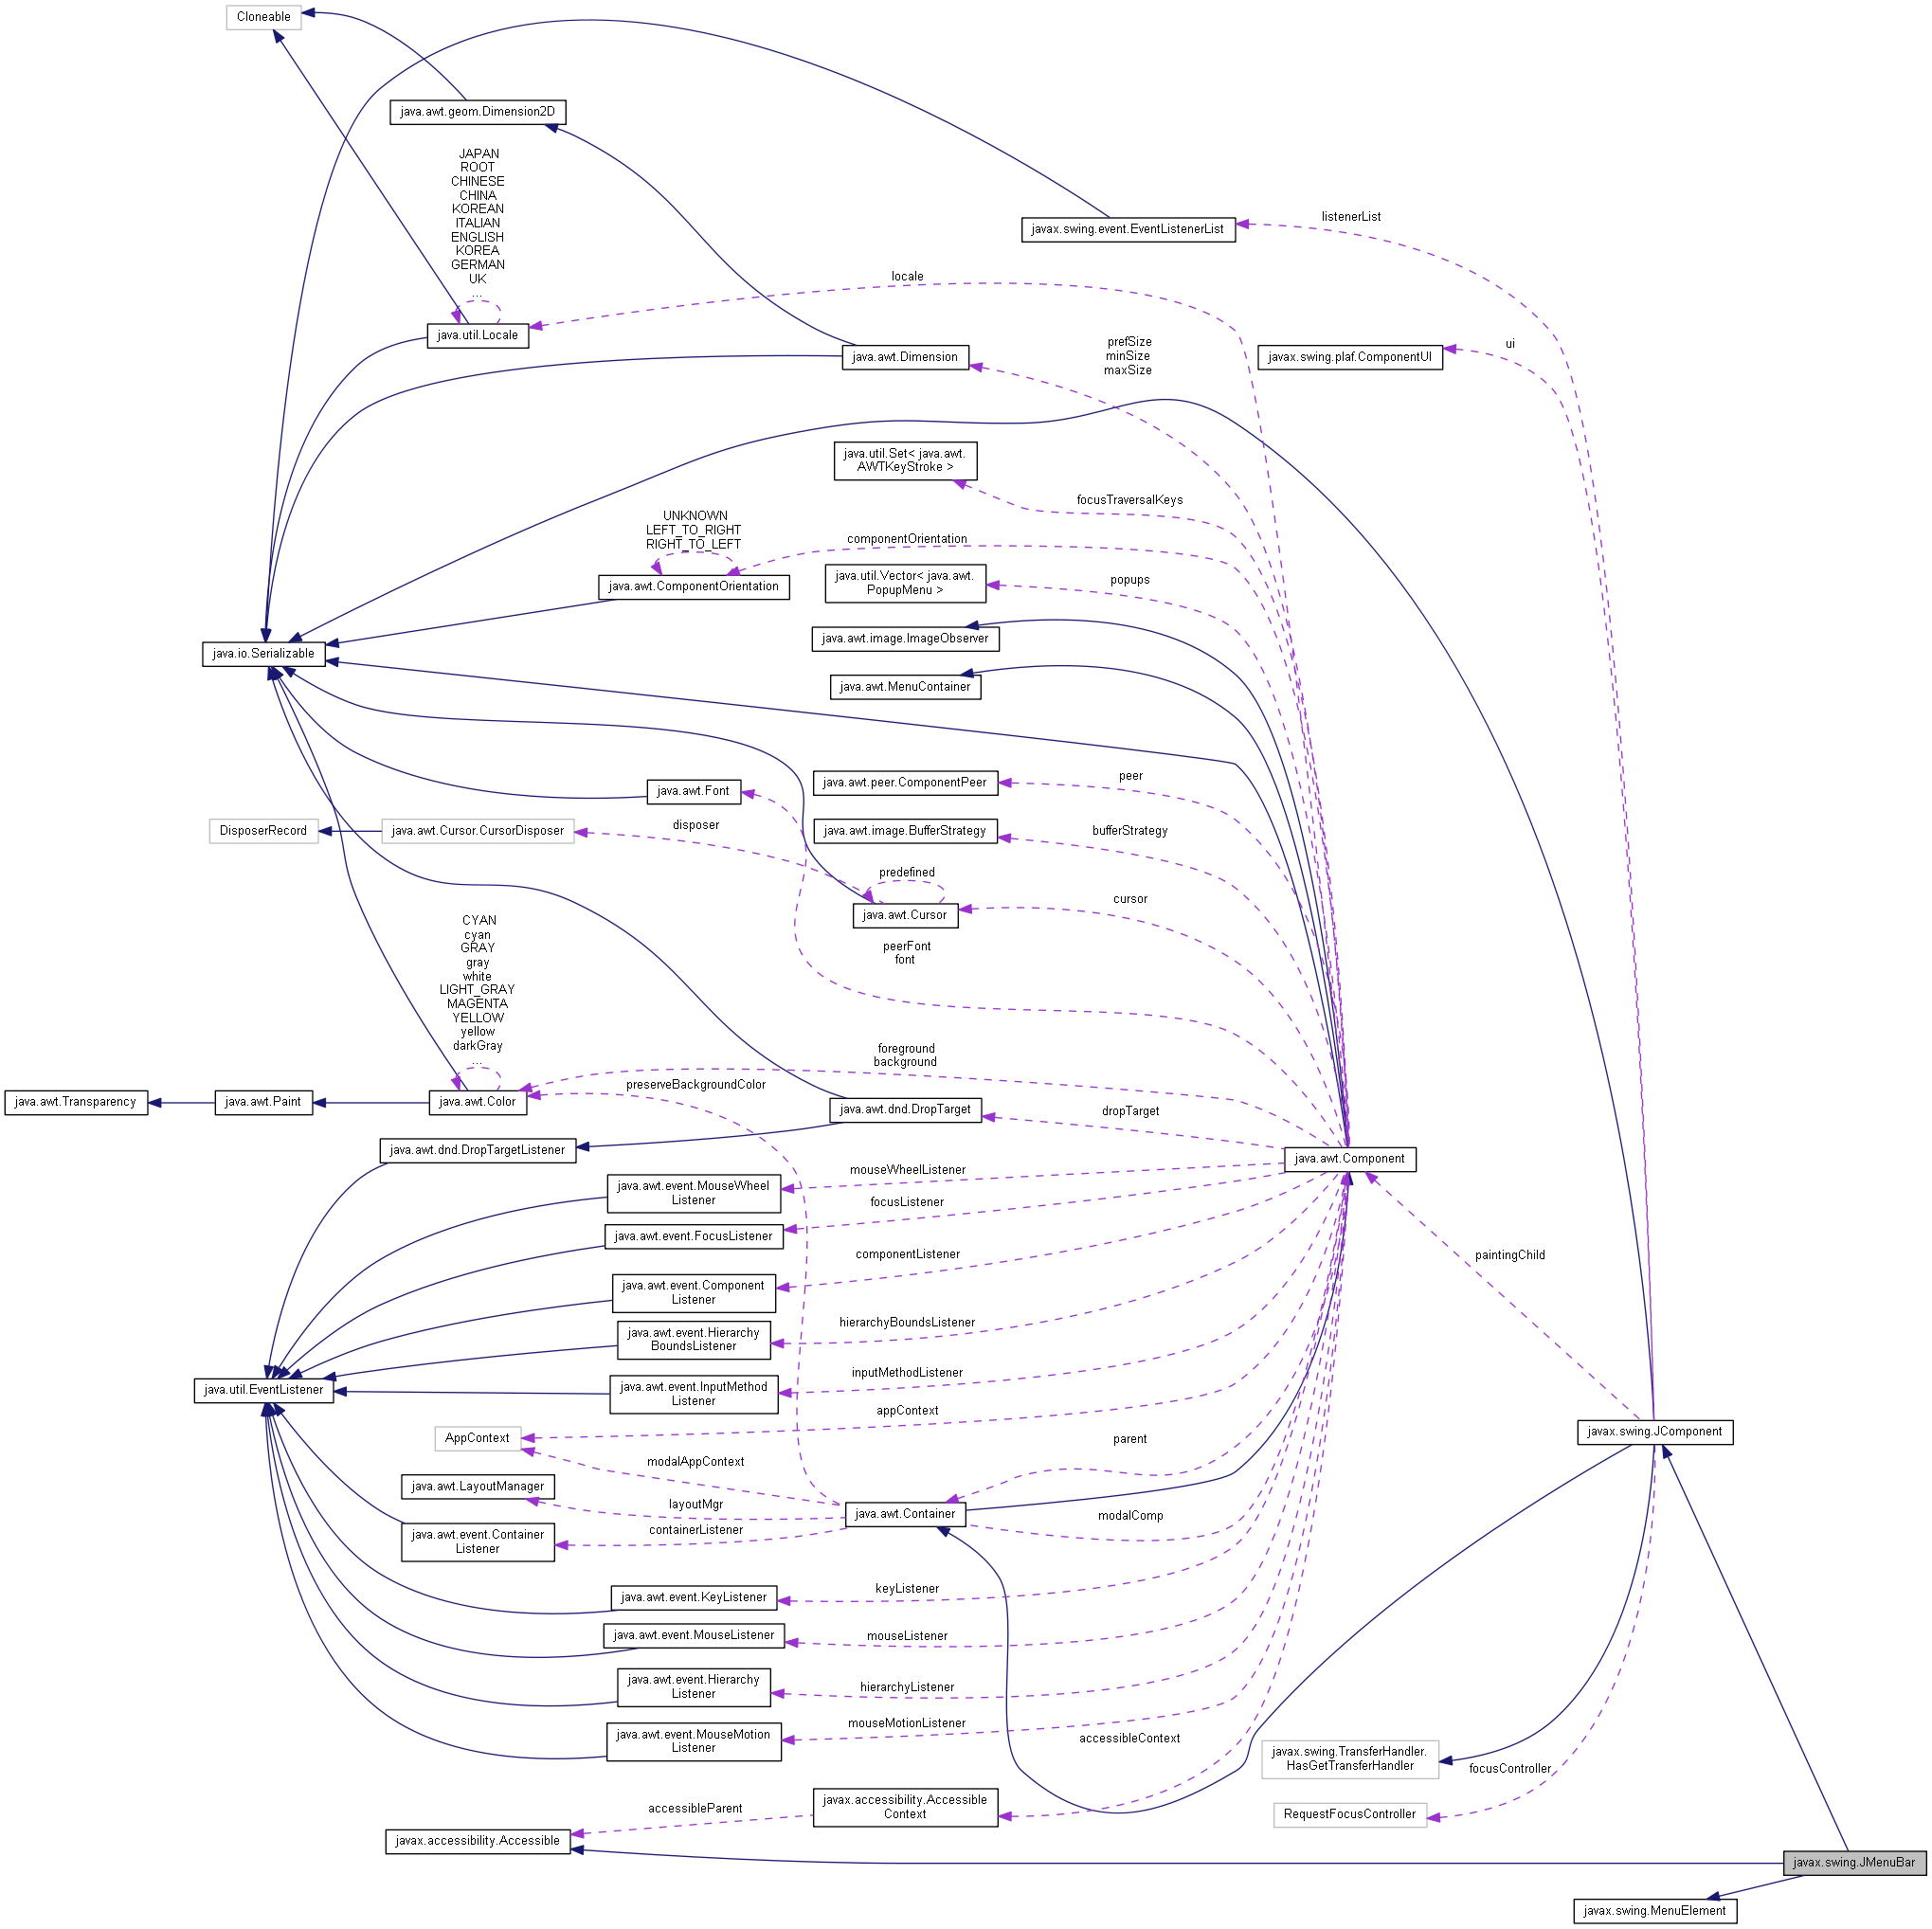 Cloneable
java.awt.geom.Dimension2D
JAPAN
ROOT
CHINESE
CHINA
KOREAN
ITALIAN
ENGLISH
KOREA
GERMAN
UK
...
listenerList
javax.swing.event.EventListenerList
locale
java.util.Locale
prefSize
minSize
maxSize
ui
java.awt.Dimension
javax.swing.plaf.ComponentUI
java.util.Set< java.awt.
AWTKeyStroke >
focusTraversalKeys
UNKNOWN
LEFT_TO_RIGHT
RIGHT_TO_LEFT
componentOrientation
java.awt.ComponentOrientation
java.util.Vector< java.awt.
PopupMenu >
popups
java.awt.image.ImageObserver
java.io.Serializable
java.awt.MenuContainer
peer
java.awt.peer.ComponentPeer
java.awt.Font
DisposerRecord
java.awt.Cursor.CursorDisposer
disposer
java.awt.image.BufferStrategy
bufferStrategy
predefined
cursor
java.awt.Cursor
peerFont
font
CYAN
cyan
GRAY
gray
white
LIGHT_GRAY
MAGENTA
YELLOW
yellow
darkGray
...
foreground
background
preserveBackgroundColor
java.awt.Transparency
java.awt.Paint
java.awt.Color
java.awt.dnd.DropTarget
dropTarget
java.awt.dnd.DropTargetListener
java.awt.Component
mouseWheelListener
java.awt.event.MouseWheel
Listener
focusListener
java.awt.event.FocusListener
componentListener
paintingChild
java.awt.event.Component
Listener
hierarchyBoundsListener
java.awt.event.Hierarchy
BoundsListener
inputMethodListener
java.util.EventListener
java.awt.event.InputMethod
Listener
appContext
AppContext
parent
javax.swing.JComponent
modalAppContext
java.awt.LayoutManager
layoutMgr
java.awt.Container
modalComp
containerListener
java.awt.event.Container
Listener
keyListener
java.awt.event.KeyListener
mouseListener
java.awt.event.MouseListener
hierarchyListener
java.awt.event.Hierarchy
Listener
mouseMotionListener
java.awt.event.MouseMotion
Listener
accessibleContext
javax.swing.TransferHandler.
HasGetTransferHandler
focusController
javax.accessibility.Accessible
Context
accessibleParent
RequestFocusController
javax.accessibility.Accessible
javax.swing.JMenuBar
javax.swing.MenuElement